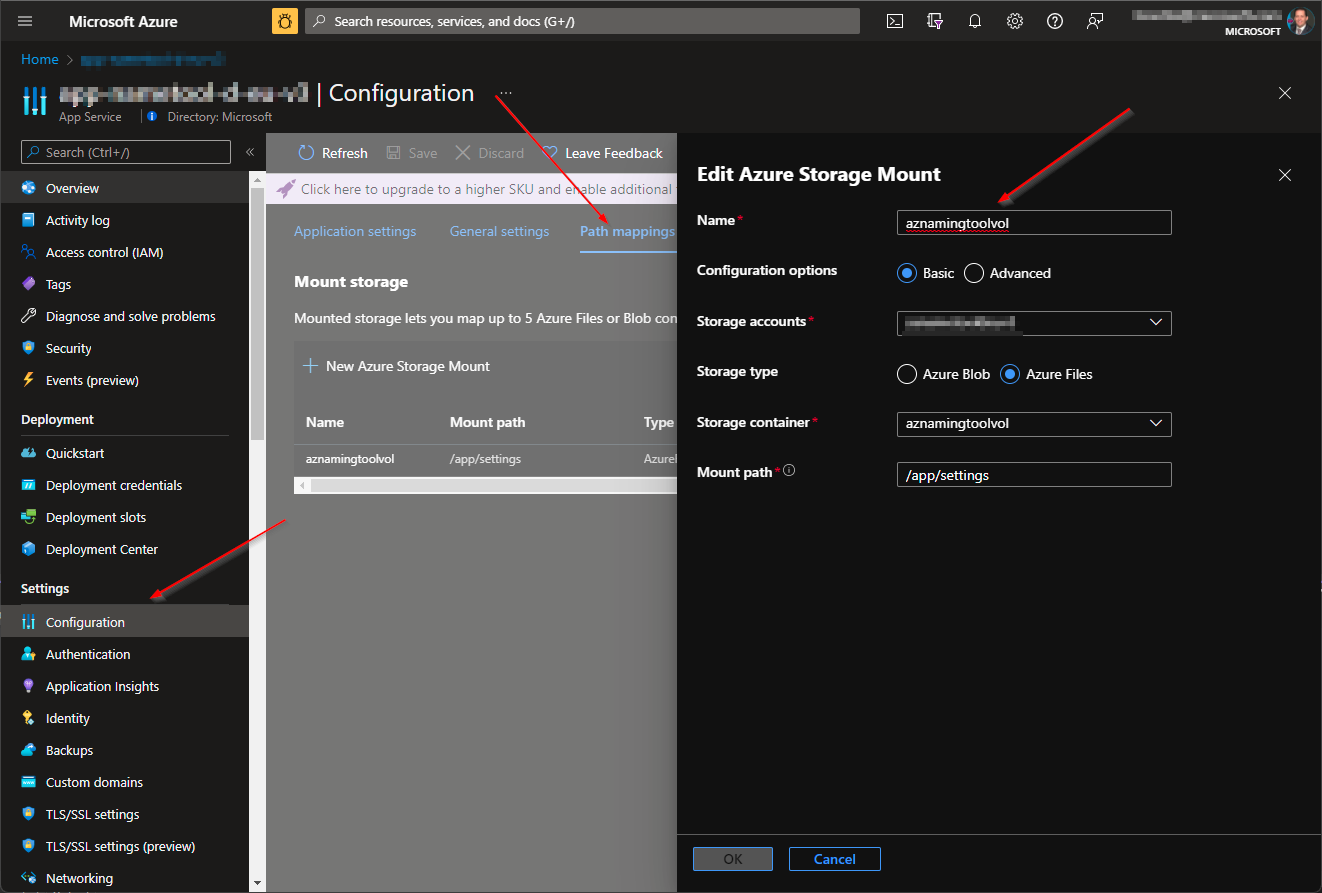 Microsoft Azure
Search resources, services, and docs (G+/)
MICROSOFT
Home >
| Configuration ...
App Service
Directory: Microsoft
Search (Ctrl+/)
«
Overview
Activity log
Access control (IAM)
Tags
Diagnose and solve problems
Security
Events (preview)
Deployment
Quickstart
Deployment credentials
Deployment slots
Deployment Center
Settings
Configuration
Authentication
Application Insights
Identity
Backups
Custom domains
TLS/SSL settings
TLS/SSL settings (preview)
Networking
Refresh Save Discard Leave Feedback
Click here to upgrade to a higher SKU and enable additional
Application settings General settings Path mappings
Mount storage
Mounted storage lets you map up to 5 Azure Files or Blob con
New Azure Storage Mount
Name Mount path Type
aznamingtoolvol /app/settings
Edit Azure Storage Mount
Name* aznamingtoolvol
Configuration options Basic Advanced
Storage accounts*
Storage type Azure Blob Azure Files
Storage container* aznamingtoolvol
Mount path* /app/settings
OK Cancel